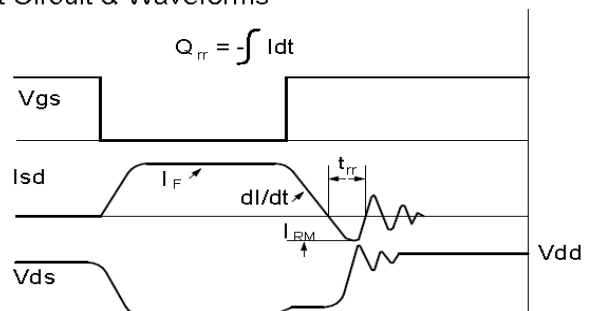 t Circuit & Waveforms
Q rr = -∫ Idt
Vgs
Isd
I F
dI/dt
t rr
I RM
Vds
Vdd